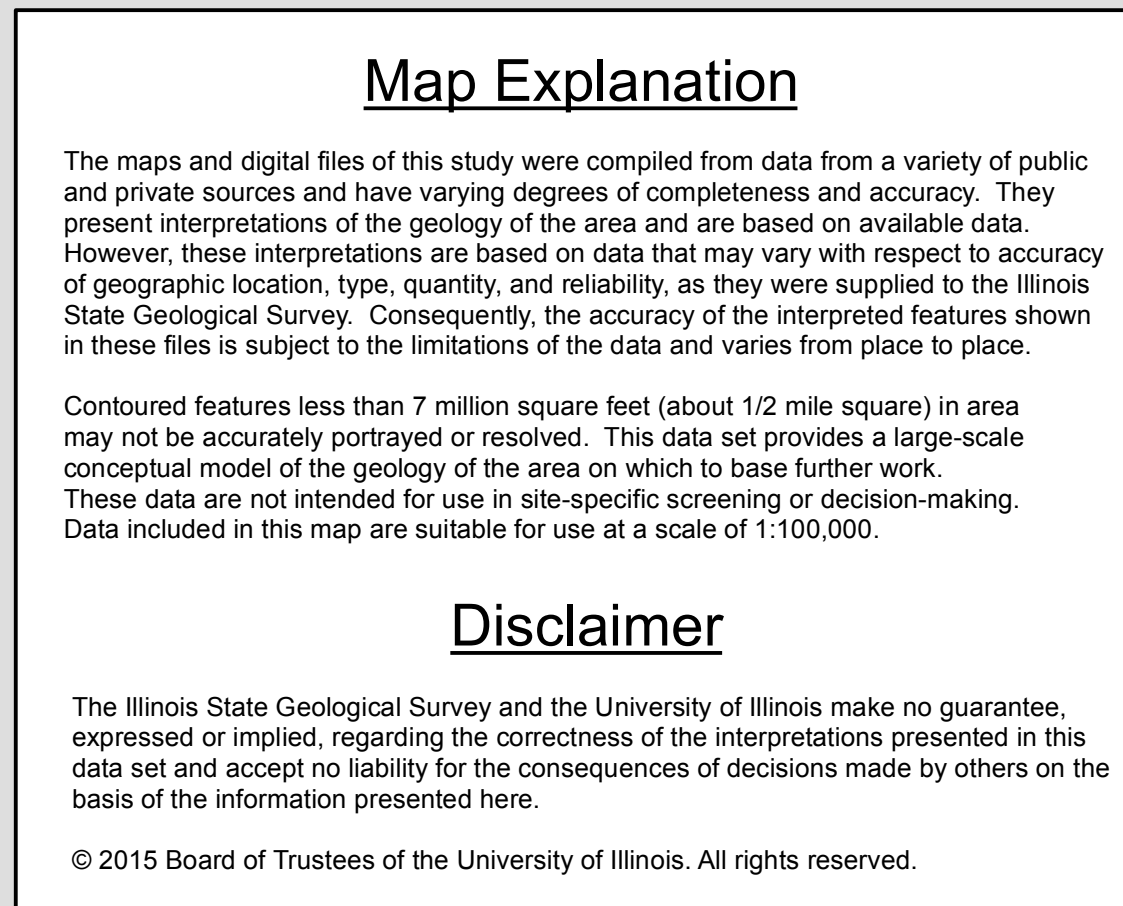 Map Explanation
The maps and digital files of this study were compiled from data from a variety of public
and private sources and have varying degrees of completeness and accuracy.  They
present interpretations of the geology of the area and are based on available data.
However, these interpretations are based on data that may vary with respect to accuracy
of geographic location, type, quantity, and reliability, as they were supplied to the Illinois
State Geological Survey.  Consequently, the accuracy of the interpreted features shown
in these files is subject to the limitations of the data and varies from place to place.
Contoured features less than 7 million square feet (about 1/2 mile square) in area
may not be accurately portrayed or resolved.  This data set provides a large-scale
conceptual model of the geology of the area on which to base further work.
These data are not intended for use in site-specific screening or decision-making.
Data included in this map are suitable for use at a scale of 1:100,000.
Disclaimer
The Illinois State Geological Survey and the University of Illinois make no guarantee,
expressed or implied, regarding the correctness of the interpretations presented in this
data set and accept no liability for the consequences of decisions made by others on the
basis of the information presented here.
© 2015 Board of Trustees of the University of Illinois. All rights reserved.